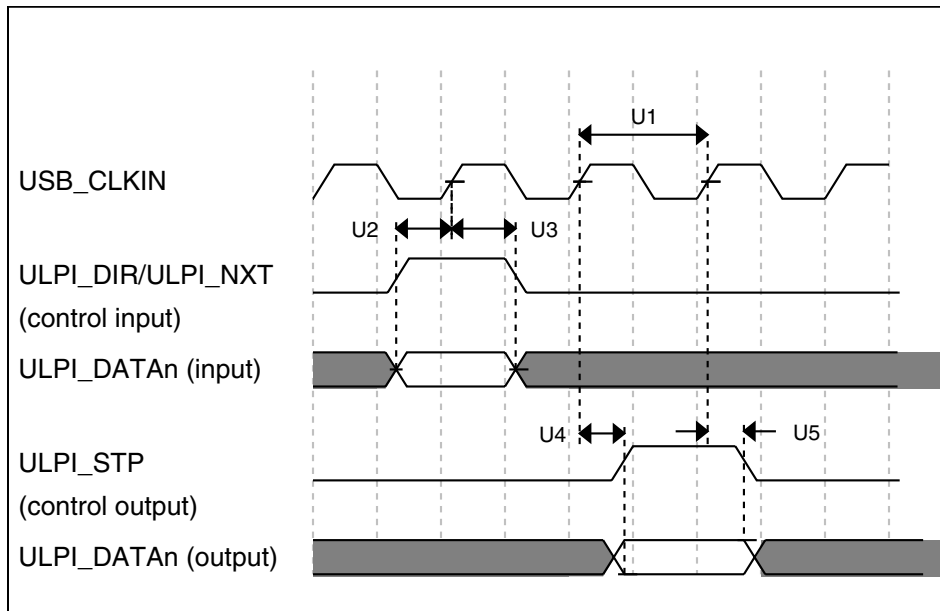 U1
USB_CLKIN
U2
U3
ULPI_DIR/ULPI_NXT
(control input)
ULPI_DATAn (input)
U4
U5
ULPI_STP
(control output)
ULPI_DATAn (output)